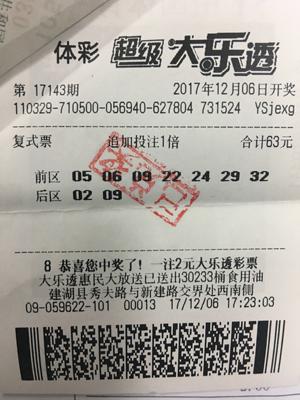 体彩 超级大乐透
第 17143期 2017年12月06日开奖
110329-710500-056940-627804 731524 YSjexg
复式票 追加投注1倍 合计63元
前区 05 06 09 22 24 29 32
后区 02 09
8 恭喜您中奖了！一注2元大乐透彩票
大乐透惠民大放送已送出30233桶食用油
建湖县秀夫路与新建路交界处西南侧
09-059622-101 00013 17/12/06 17:23:03